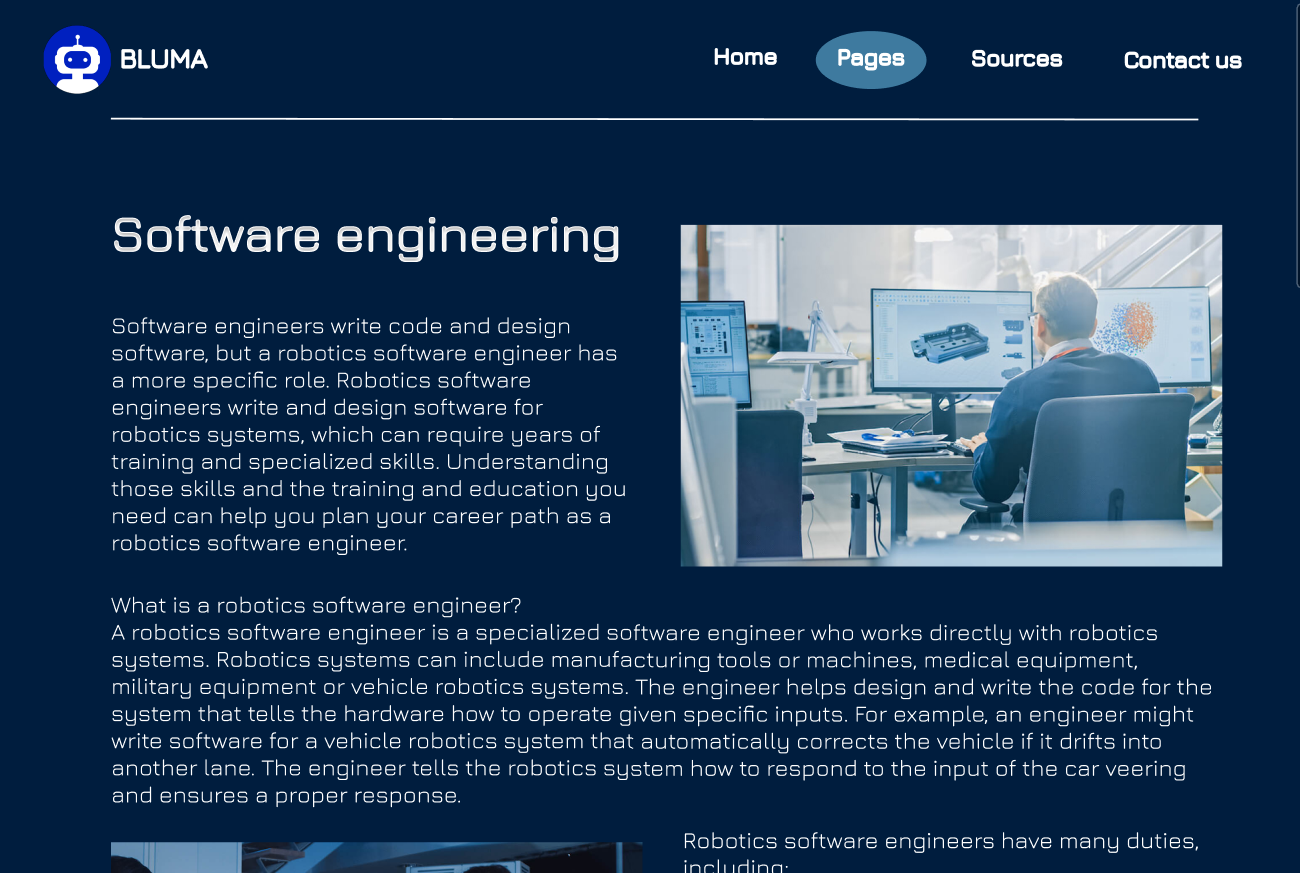 BLUMA
Home
Pages
Sources
Contact us
Software engineering
Software engineers write code and design
software, but a robotics software engineer has
a more specific role. Robotics software
engineers write and design software for
robotics systems, which can require years of
training and specialized skills. Understanding
those skills and the training and education you
need can help you plan your career path as a
robotics software engineer.
What is a robotics software engineer?
A robotics software engineer is a specialized software engineer who works directly with robotics
systems. Robotics systems can include manufacturing tools or machines, medical equipment,
military equipment or vehicle robotics systems. The engineer helps design and write the code for the
system that tells the hardware how to operate given specific inputs. For example, an engineer might
write software for a vehicle robotics system that automatically corrects the vehicle if it drifts into
another lane. The engineer tells the robotics system how to respond to the input of the car veering
and ensures a proper response.
Robotics software engineers have many duties,
including: